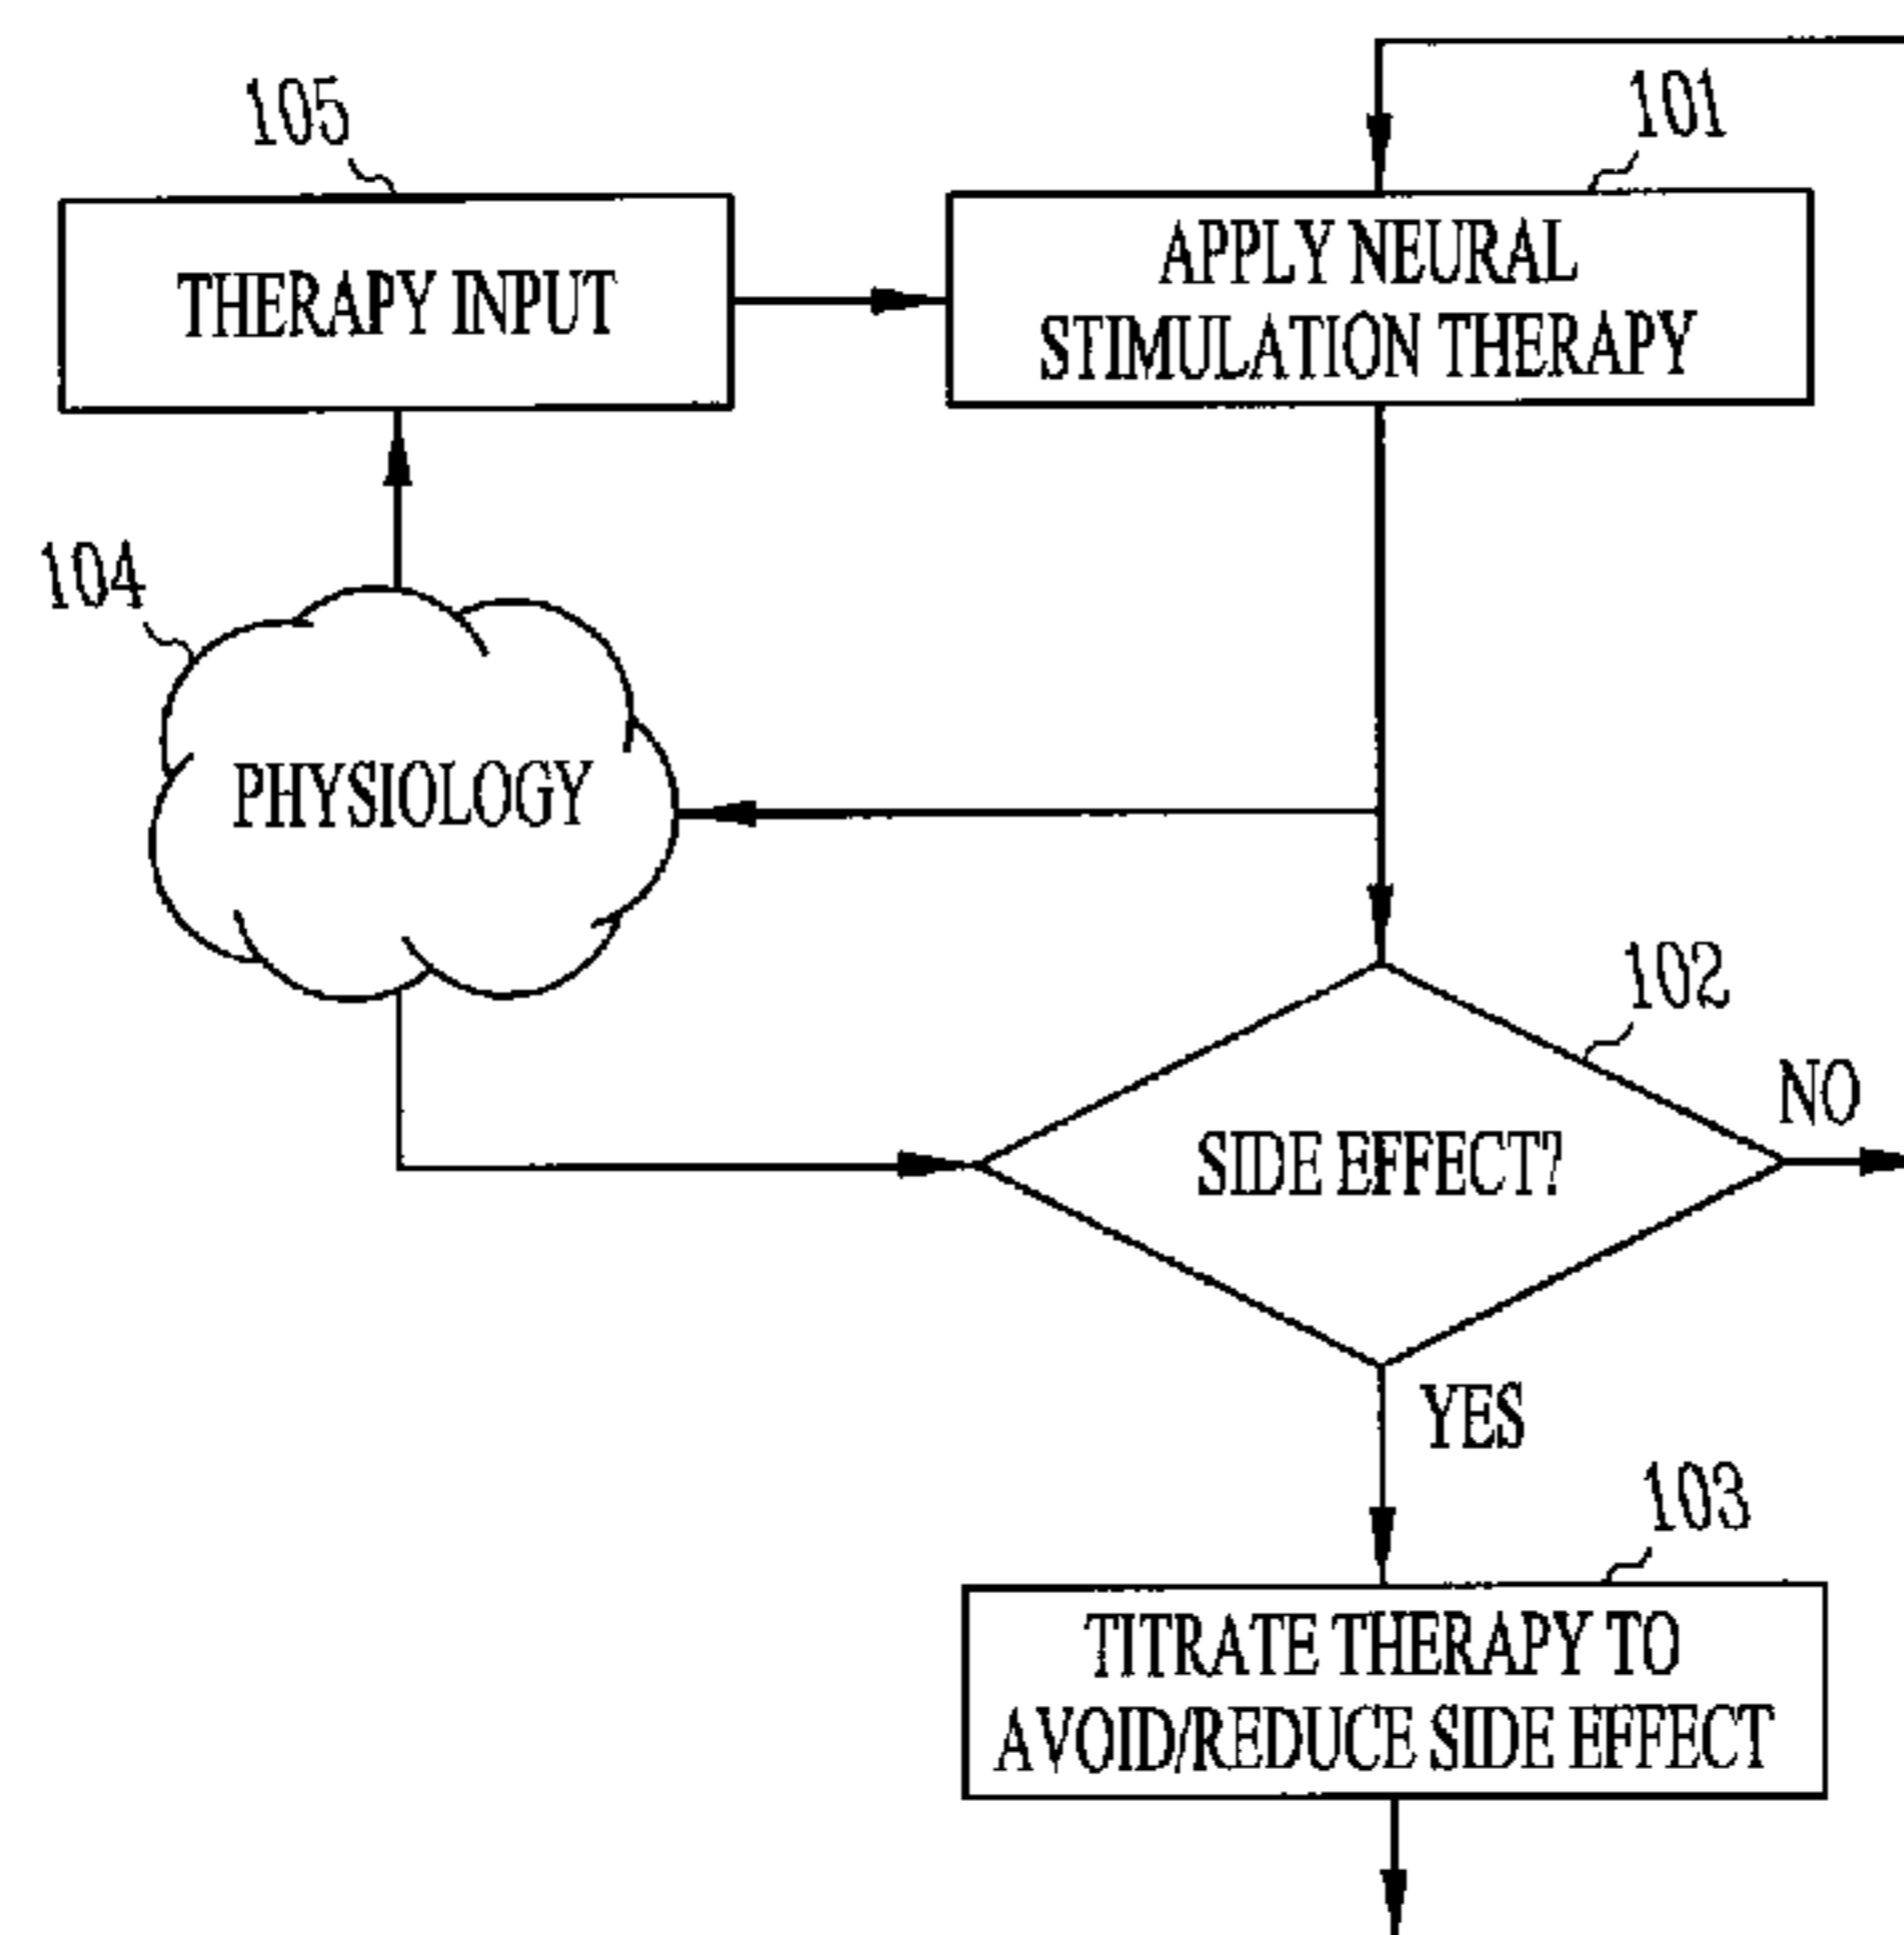 105
101
THERAPY INPUT
APPLY NEURAL
STIMULATION THERAPY
104
PHYSIOLOGY
102
NO
SIDE EFFECT?
YES
103
TITRATE THERAPY TO
AVOID/REDUCE SIDE EFFECT